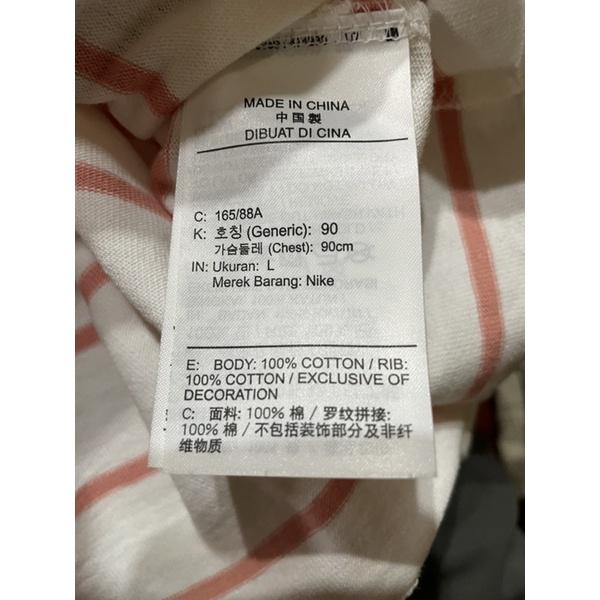 MADE IN CHINA
中国製
DIBUAT DI CINA
C: 165/88A
K: 호칭 (Generic): 90
가슴둘레 (Chest): 90cm
IN: Ukuran: L
Merek Barang: Nike
E: BODY: 100% COTTON / RIB:
100% COTTON / EXCLUSIVE OF
DECORATION
C: 面料: 100% 棉 / 罗纹拼接:
100% 棉 / 不包括装饰部分及非纤
维物质